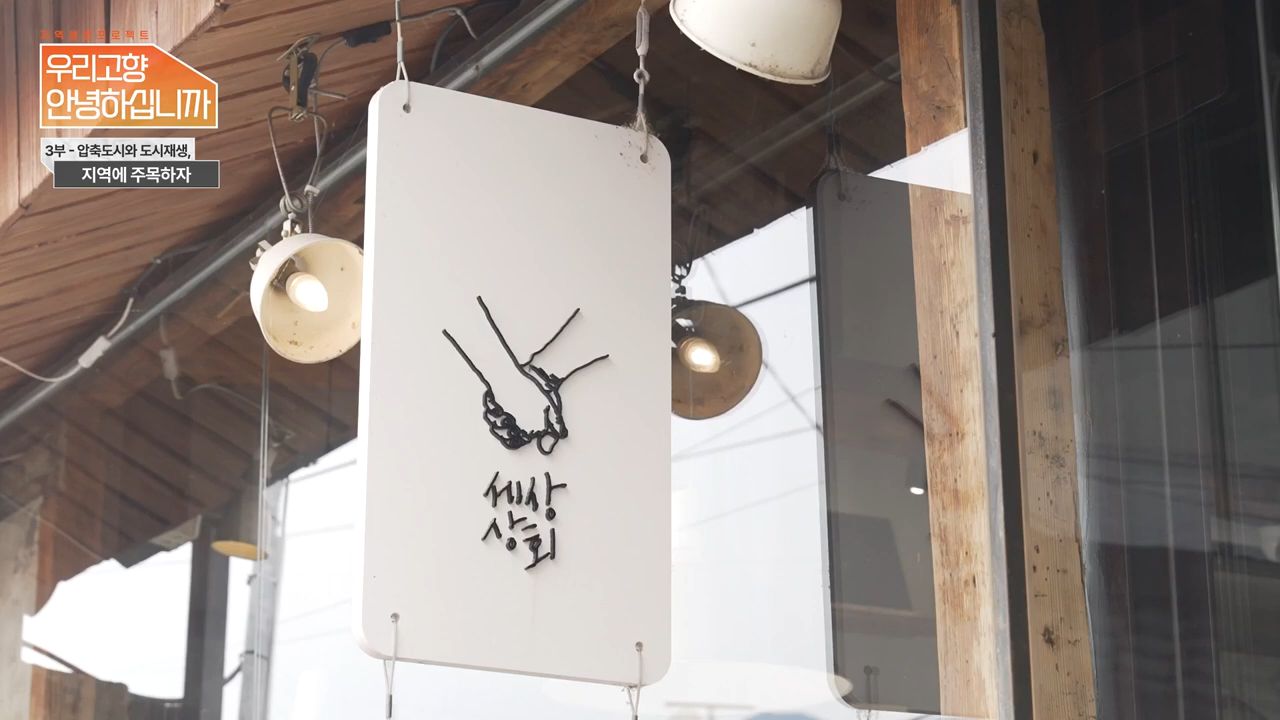 우리고향
안녕하십니까
3부 - 압축도시와 도시재생,
지역에 주목하자
세상
상회